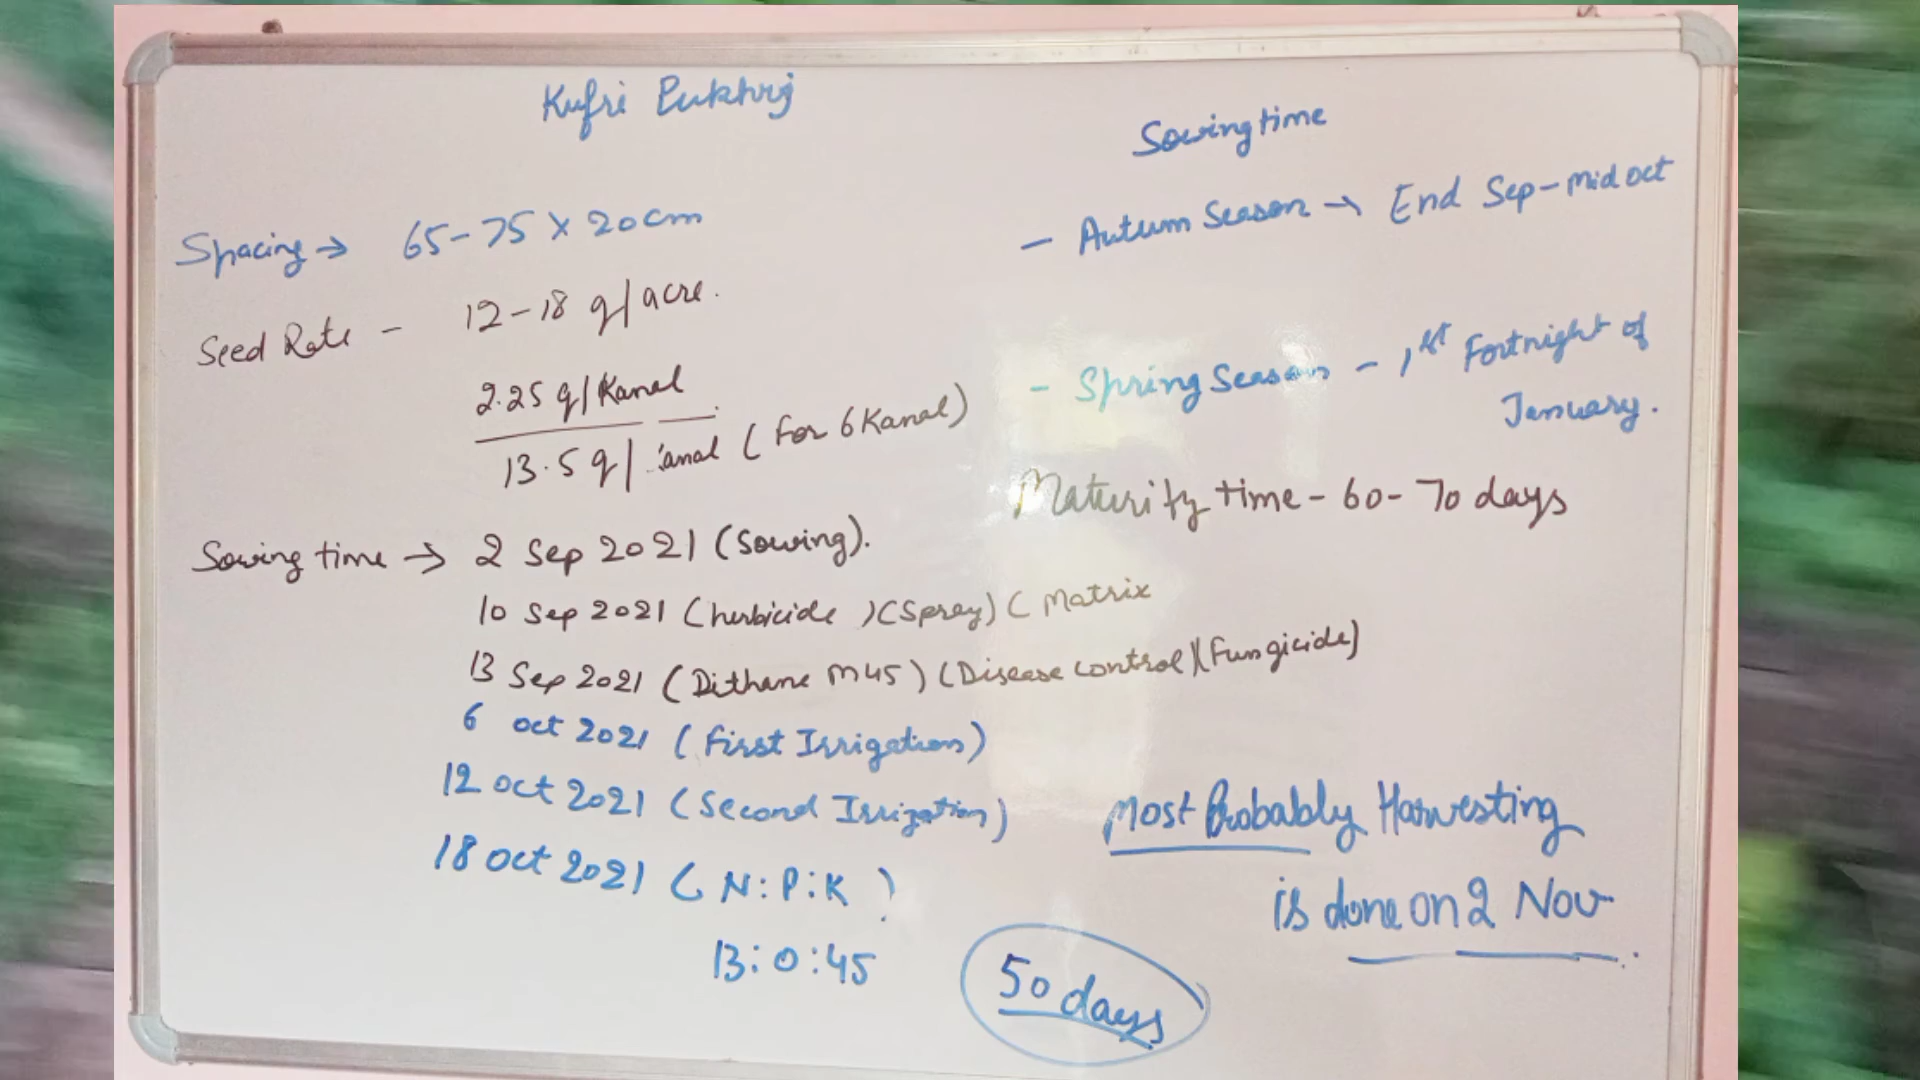 Kufri Pukhrj
Spacing → 65-75 x 20cm
Seed Rate - 12-18 q/acre.
2.25 q/Kanal
13.5 q/ anal (for 6 Kanal)
Sowing time → 2 Sep 2021 (Sowing).
10 Sep 2021 (herbicide )(Spray) (Matrix
13 Sep 2021 (Dithane M45) (Disease control)(Fungicide)
6 oct 2021 (First Irrigation)
12 oct 2021 (Second Irrigation)
18 oct 2021 (N:P:K )
13:0:45
50 days
Sowing time
- Autum Season → End Sep-mid oct
- Spring Season - 1st Fortnight of
January.
Maturity time - 60-70 days
Most Probably Harvesting
is done on 2 Nov